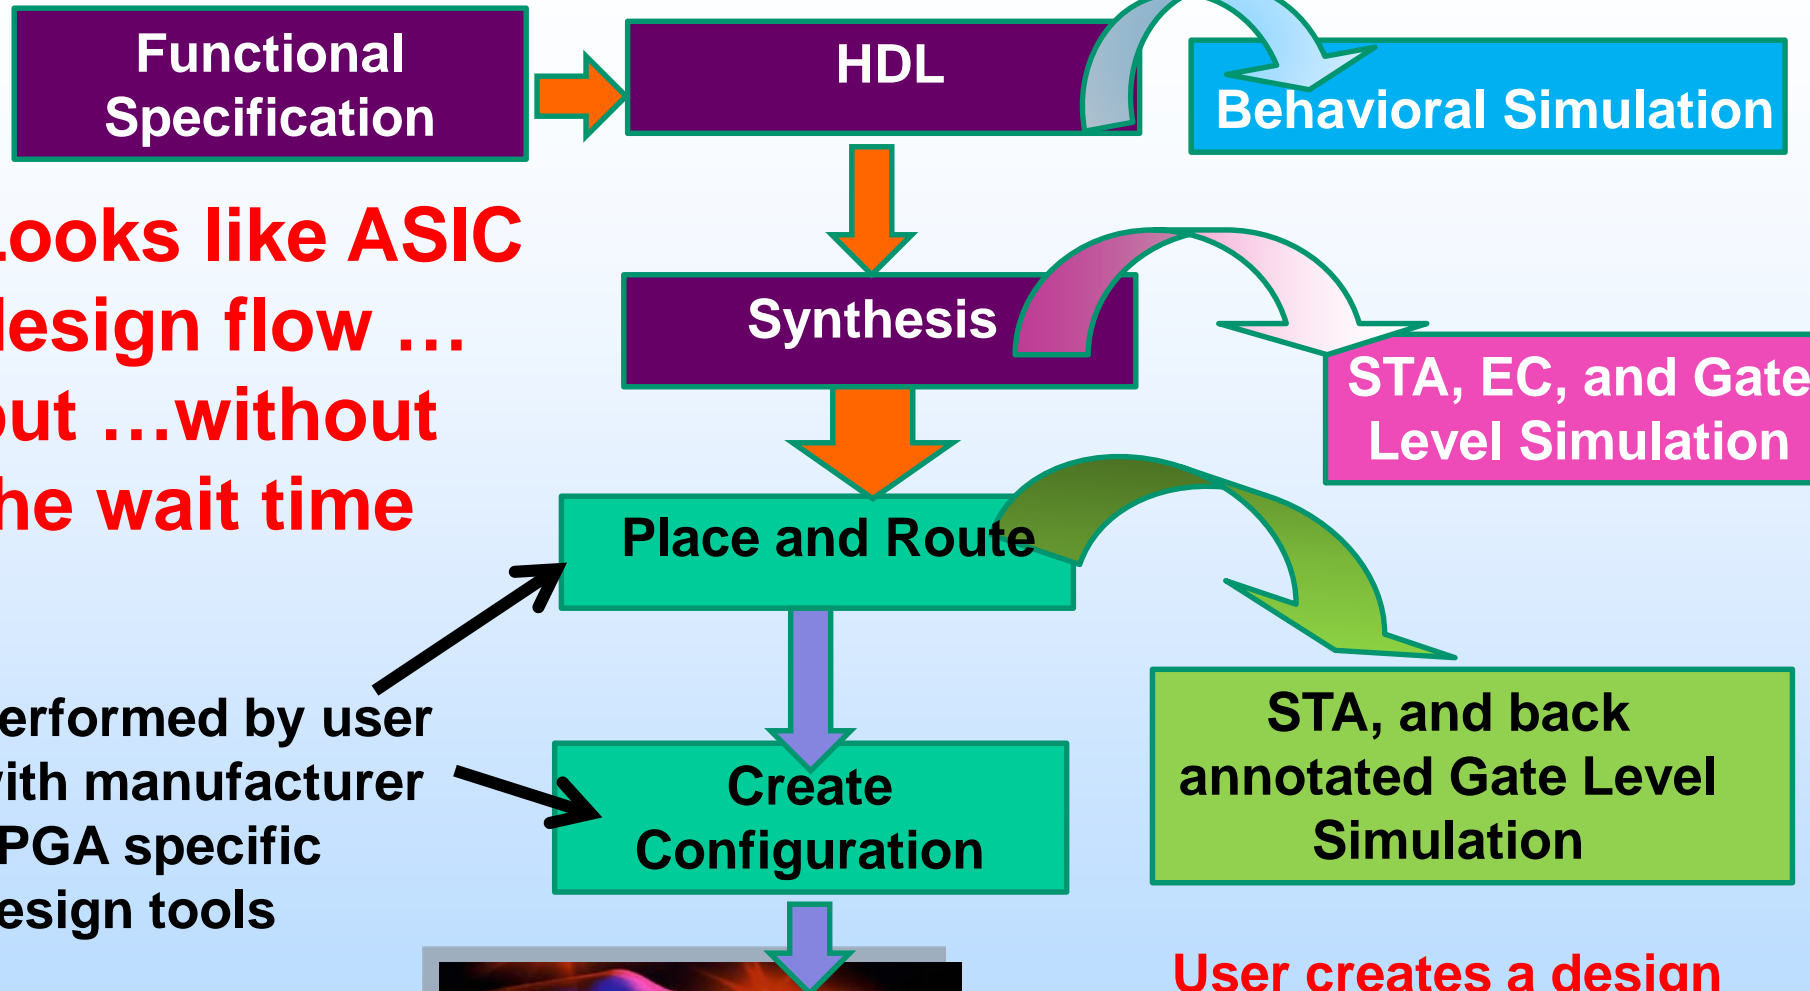 Functional
Specification
HDL
Behavioral Simulation
ooks like ASIC
esign flow …
ut …without
he wait time
Synthesis
STA, EC, and Gate
Level Simulation
Place and Route
erformed by user
ith manufacturer
PGA specific
esign tools
Create
Configuration
STA, and back
annotated Gate Level
Simulation
User creates a design